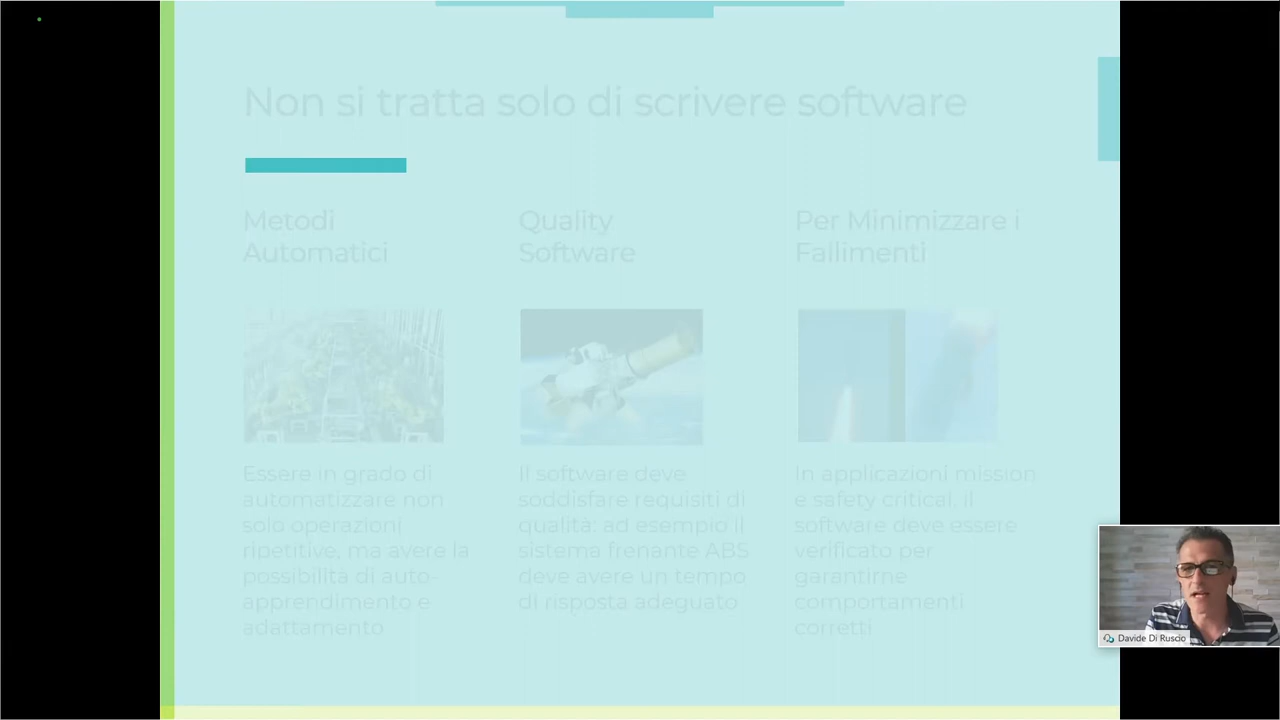 Non si tratta solo di scrivere software
Metodi
Automatici
Essere in grado di
automatizzare non
solo operazioni
ripetitive, ma avere la
possibilita di auto-
apprendimento e
adattamento
Quality
Software
Il software deve
soddisfare requisiti di
qualità: ad esempio il
sistema frenante ABS
deve avere un tempo
di risposta adeguato
Per Minimizzare i
Fallimenti
In applicazioni mission
e safety critical, il
software deve essere
verificato per
garantirne
comportamenti
corretti
Davide Di Ruscio